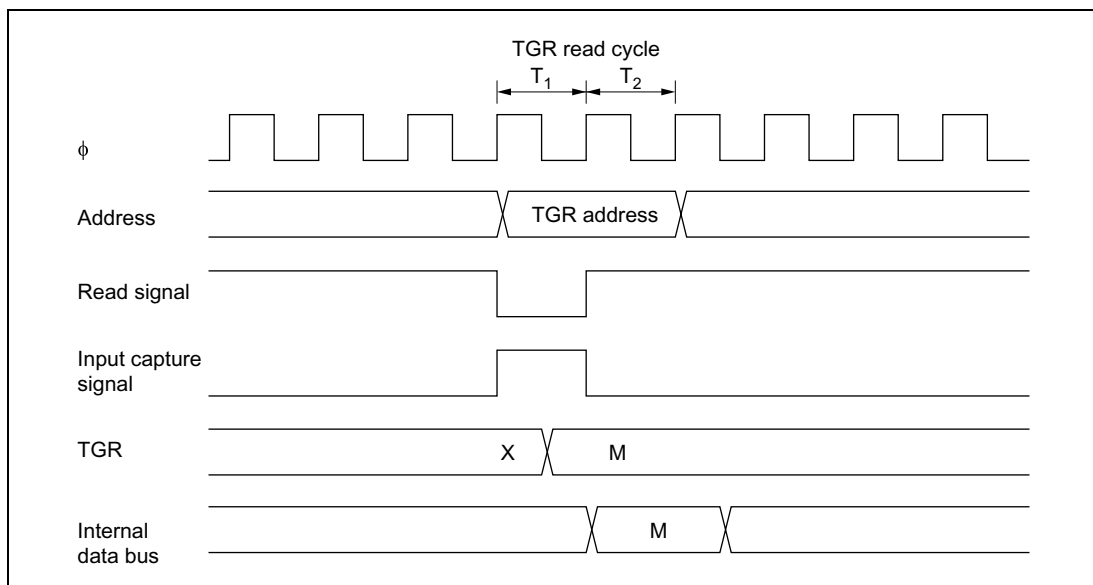 TGR read cycle
T1 T2
ϕ
Address
TGR address
Read signal
Input capture
signal
TGR
X M
Internal
data bus
M